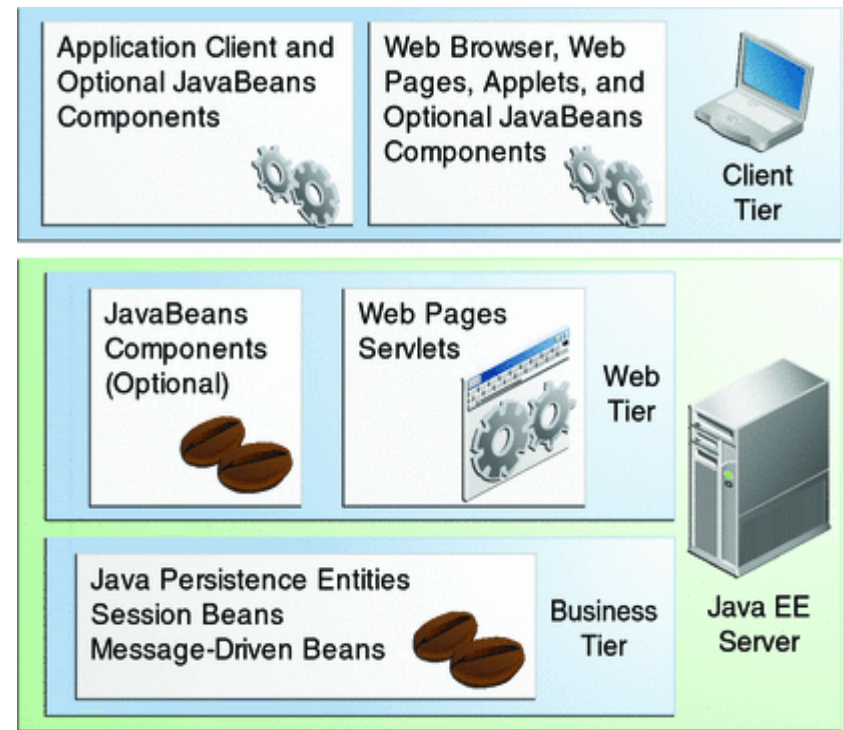 Application Client and
Optional JavaBeans
Components
Web Browser, Web
Pages, Applets, and
Optional JavaBeans
Components
Client
Tier
JavaBeans
Components
(Optional)
Web Pages
Servlets
Web
Tier
Java Persistence Entities
Session Beans
Message-Driven Beans
Business
Tier
Java EE
Server